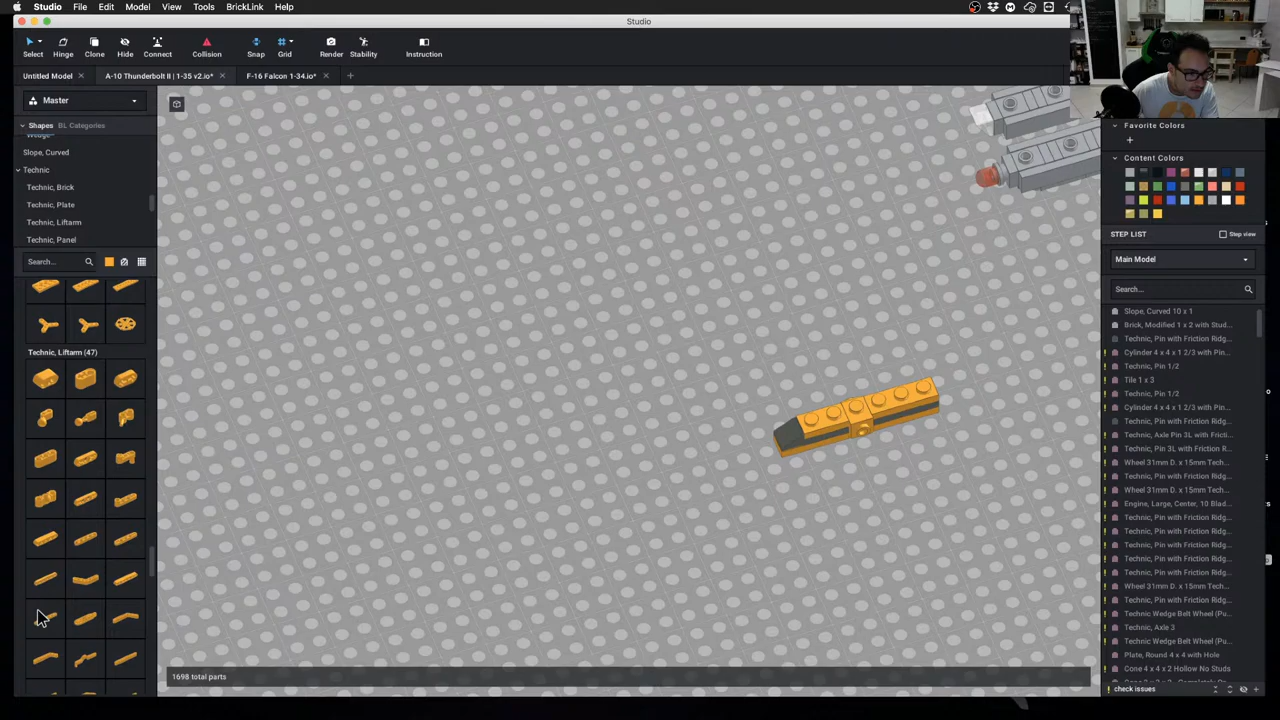 Studio File Edit Model View Tools BrickLink Help
Studio
Select Hinge Clone Hide Connect Collision Snap Grid Render Stability Instruction
Untitled Model A-10 Thunderbolt II | 1-35 v2.io* F-16 Falcon 1-34.io*
Master
Shapes BL Categories
Wedge
Slope, Curved
Technic
Technic, Brick
Technic, Plate
Technic, Liftarm
Technic, Panel
Search...
Technic, Liftarm (47)
1698 total parts
Favorite Colors
Content Colors
STEP LIST Step view
Main Model
Search...
Slope, Curved 10 x 1
Brick, Modified 1 x 2 with Stud...
Technic, Pin with Friction Ridg...
Cylinder 4 x 4 x 1 2/3 with Pin...
Technic, Pin 1/2
Tile 1 x 3
Technic, Pin 1/2
Cylinder 4 x 4 x 1 2/3 with Pin...
Technic, Pin with Friction Ridg...
Technic, Axle Pin 3L with Fricti...
Technic, Pin 3L with Friction R...
Wheel 31mm D. x 15mm Tech...
Technic, Pin with Friction Ridg...
Wheel 31mm D. x 15mm Tech...
Engine, Large, Center, 10 Blad...
Technic, Pin with Friction Ridg...
Technic, Pin with Friction Ridg...
Technic, Pin with Friction Ridg...
Technic, Pin with Friction Ridg...
Technic, Pin with Friction Ridg...
Wheel 31mm D. x 15mm Tech...
Technic, Pin with Friction Ridg...
Technic Wedge Belt Wheel (Pu...
Technic, Axle 3
Technic Wedge Belt Wheel (Pu...
Plate, Round 4 x 4 with Hole
Cone 4 x 4 x 2 Hollow No Studs
check issues